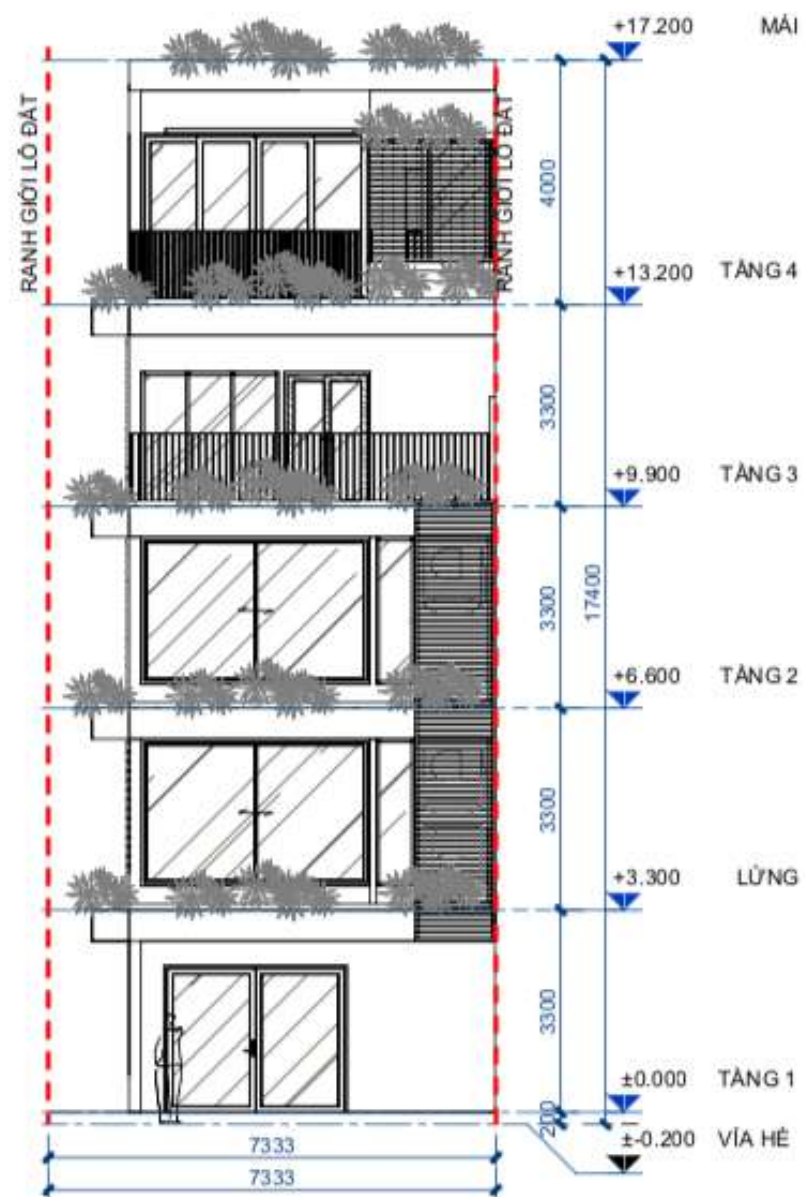 +17.200 MÁI
RANH GIỚI LÔ ĐẤT
RANH GIỚI LÔ ĐẤT
4000
+13.200 TẦNG 4
3300
+9.900 TẦNG 3
3300
17400
+6.600 TẦNG 2
3300
+3.300 LỬNG
3300
±0.000 TẦNG 1
200
±-0.200 VỈA HÈ
7333
7333